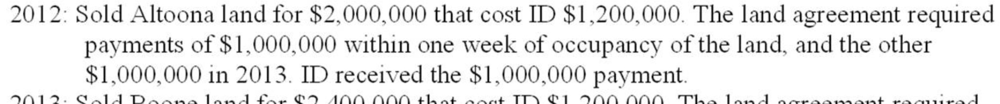 2012: Sold Altoona land for $2,000,000 that cost ID $1,200,000. The land agreement required
payments of $1,000,000 within one week of occupancy of the land, and the other
$1,000,000 in 2013. ID received the $1,000,000 payment.
2013: Sold Boone land for $2,400,000 that cost ID $1,200,000. The land agreement required